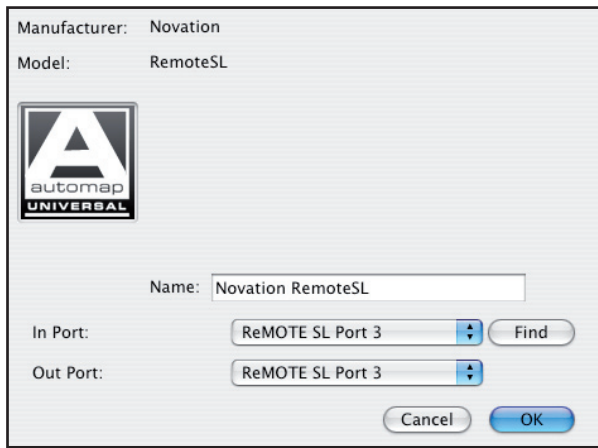 Manufacturer: Novation
Model: RemoteSL
A
automap
UNIVERSAL
Name: Novation RemoteSL
In Port: ReMOTE SL Port 3 Find
Out Port: ReMOTE SL Port 3
Cancel OK